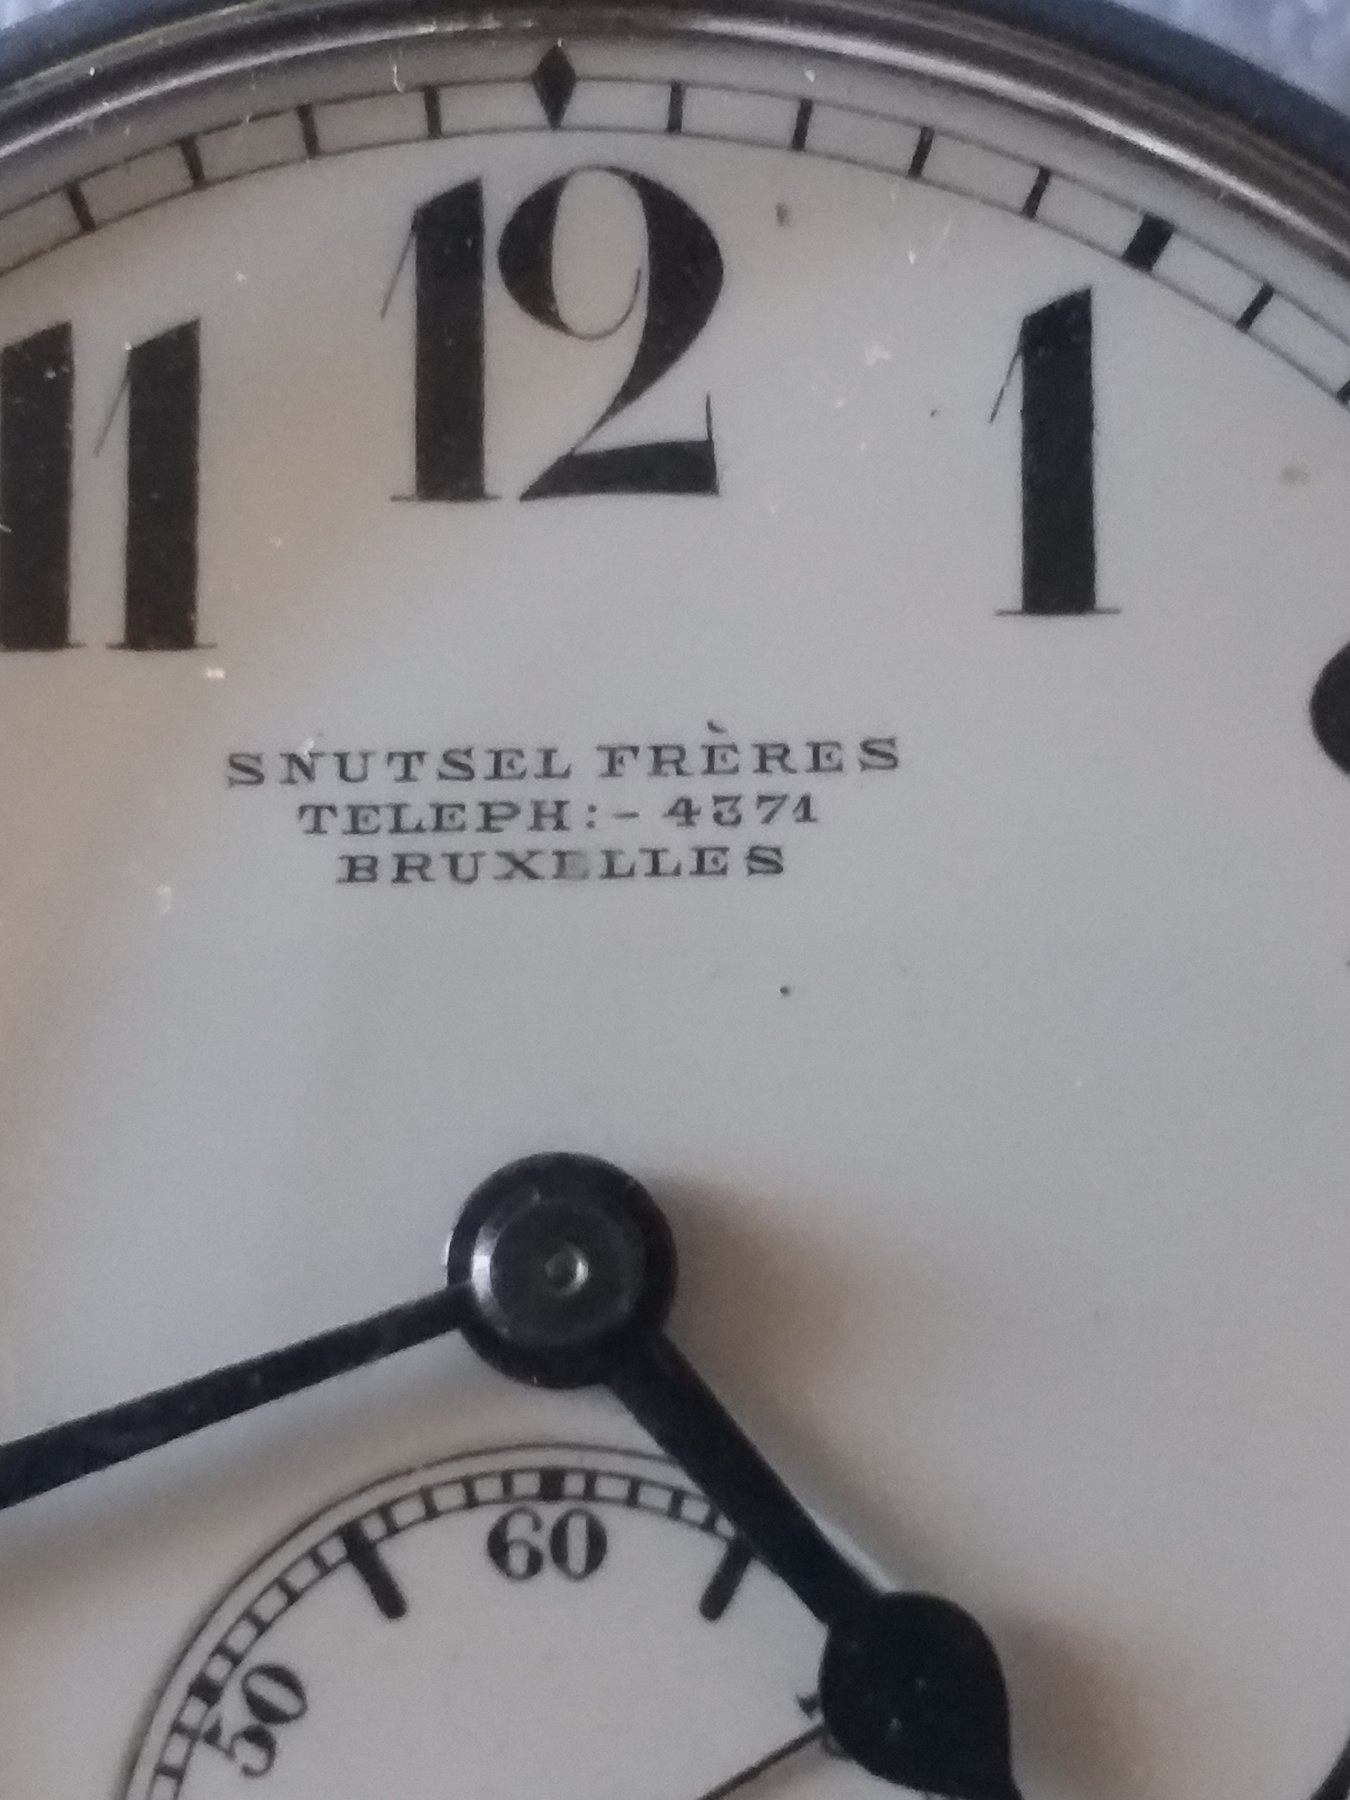 12
11
1
SNUTSEL FRÈRES
TELEPH:- 4371
BRUXELLES
60
50